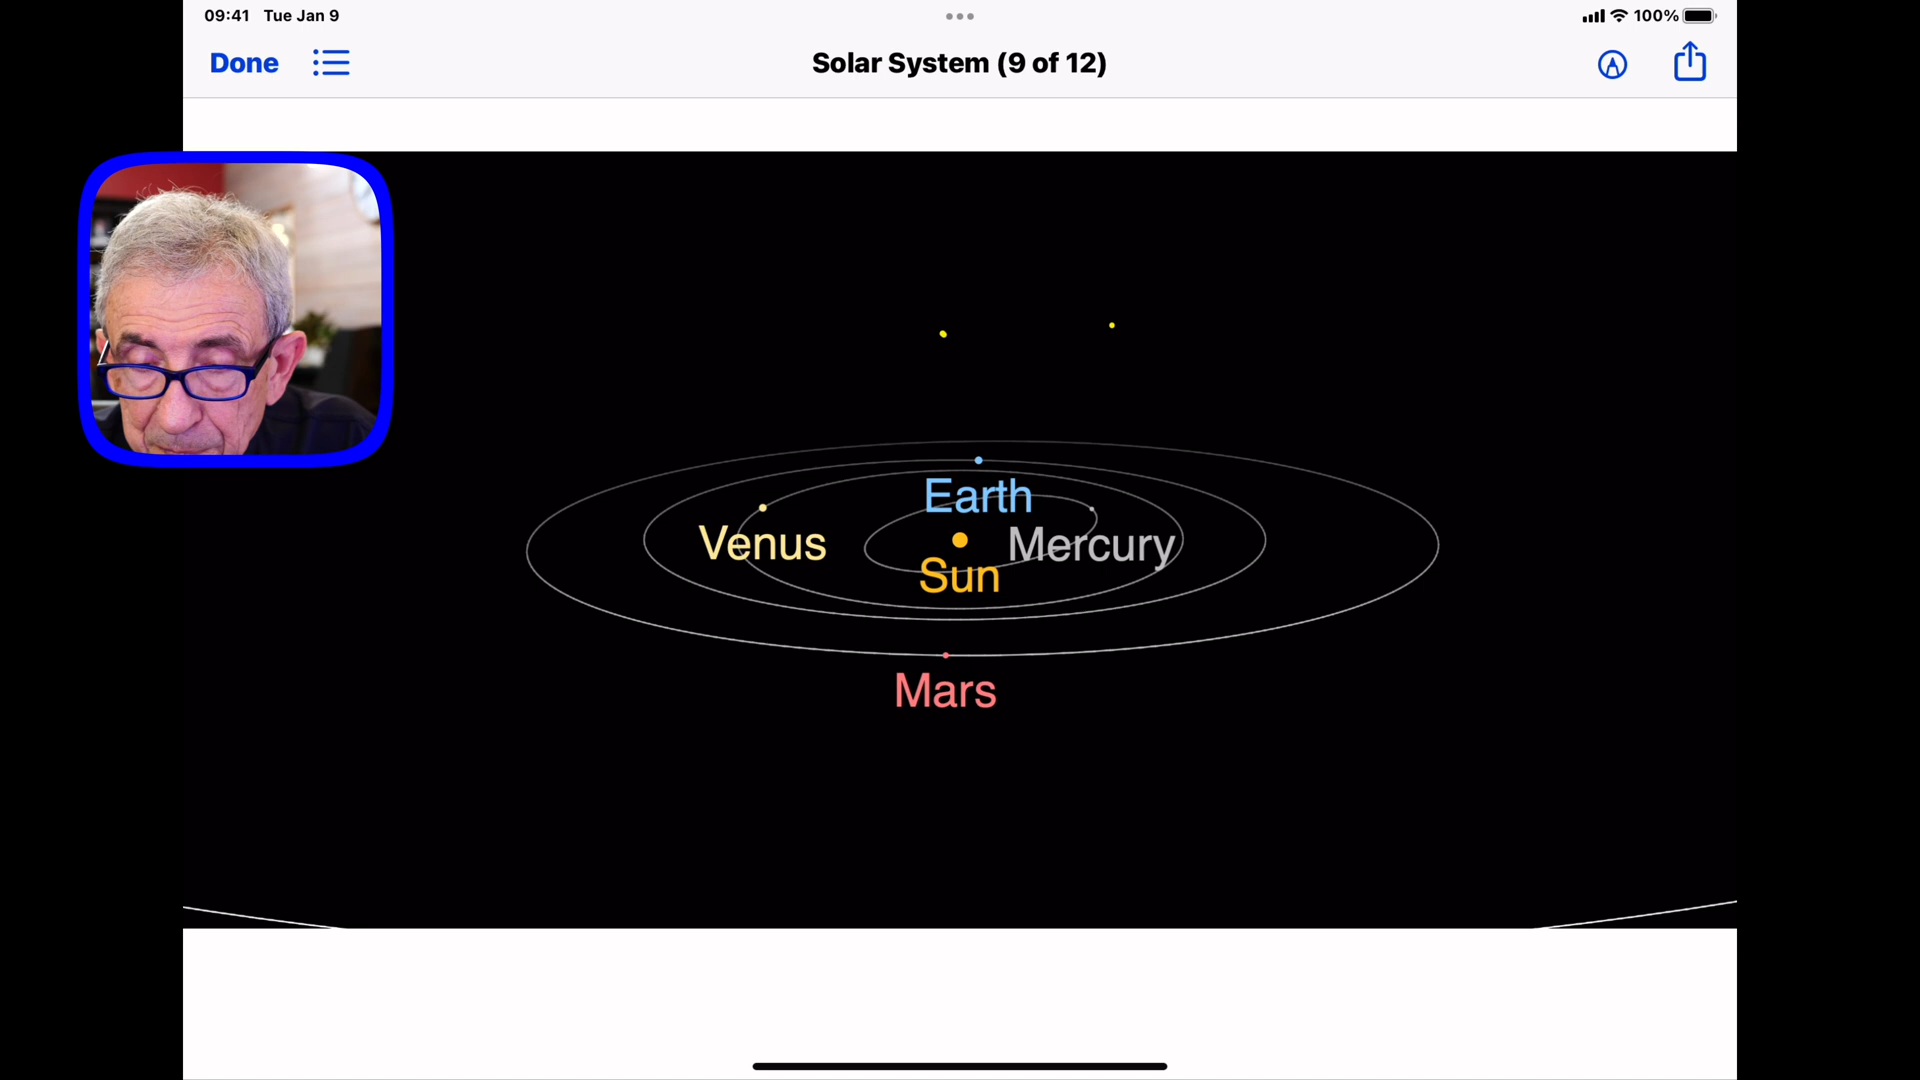 09:41 Tue Jan 9
100%
Done
Solar System (9 of 12)
Earth
Venus
Mercury
Sun
Mars